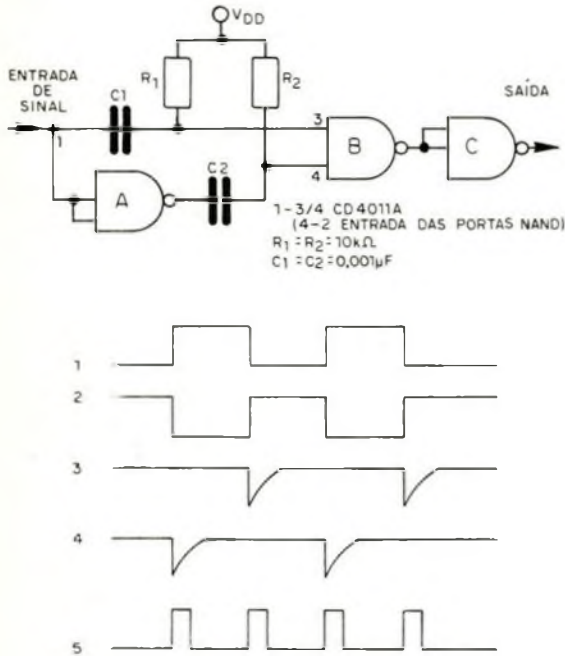 VDD
ENTRADA
DE
SINAL
C1
R1
R2
SAÍDA
1
3
B
C
4
A
C2
1-3/4 CD4011A
(4-2 ENTRADA DAS PORTAS NAND)
R1=R2=10kΩ
C1=C2=0,001µF
1
2
3
4
5